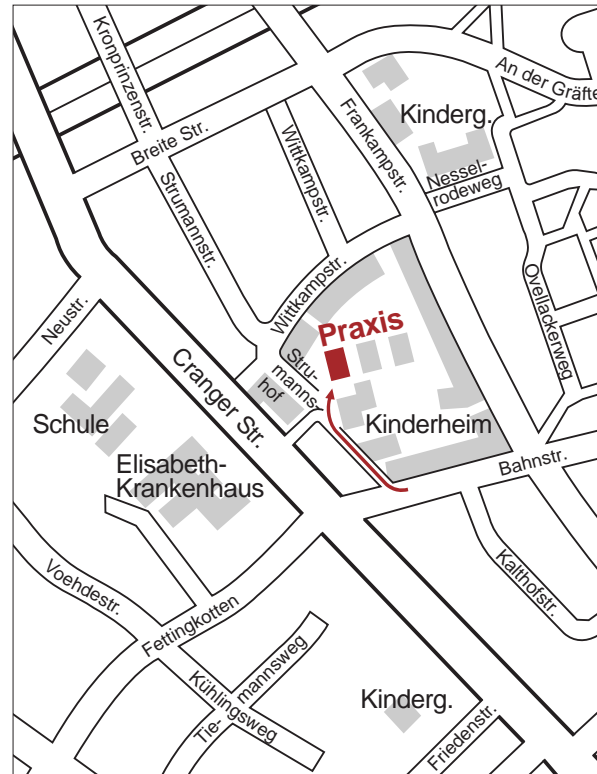 Kronprinzenstr.
An der Gräfte
Kinderg.
Frankampstr.
Breite Str.
Wittkampstr.
Nessel-
rodeweg
Strumannstr.
Wittkampstr.
Ovellackerweg
Neustr.
Praxis
Cranger Str.
Stru-
manns-
hof
Schule
Kinderheim
Elisabeth-
Krankenhaus
Bahnstr.
Kalthofstr.
Voehdestr.
Fettingkotten
Tie-
mannsweg
Kühlingsweg
Kinderg.
Friedenstr.